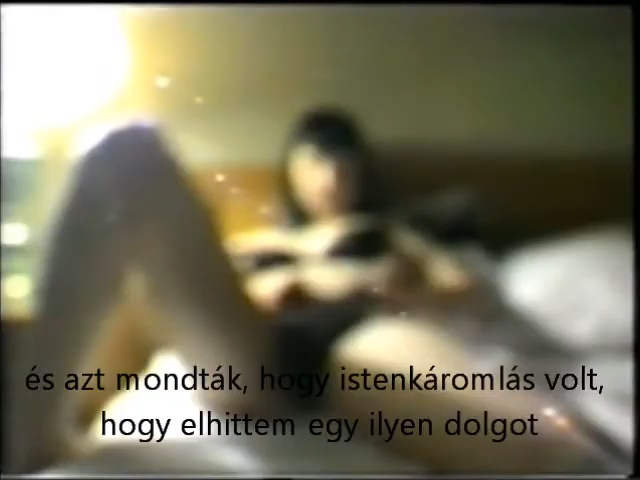 és azt mondták, hogy istenkáromlás volt,
hogy elhittem egy ilyen dolgot